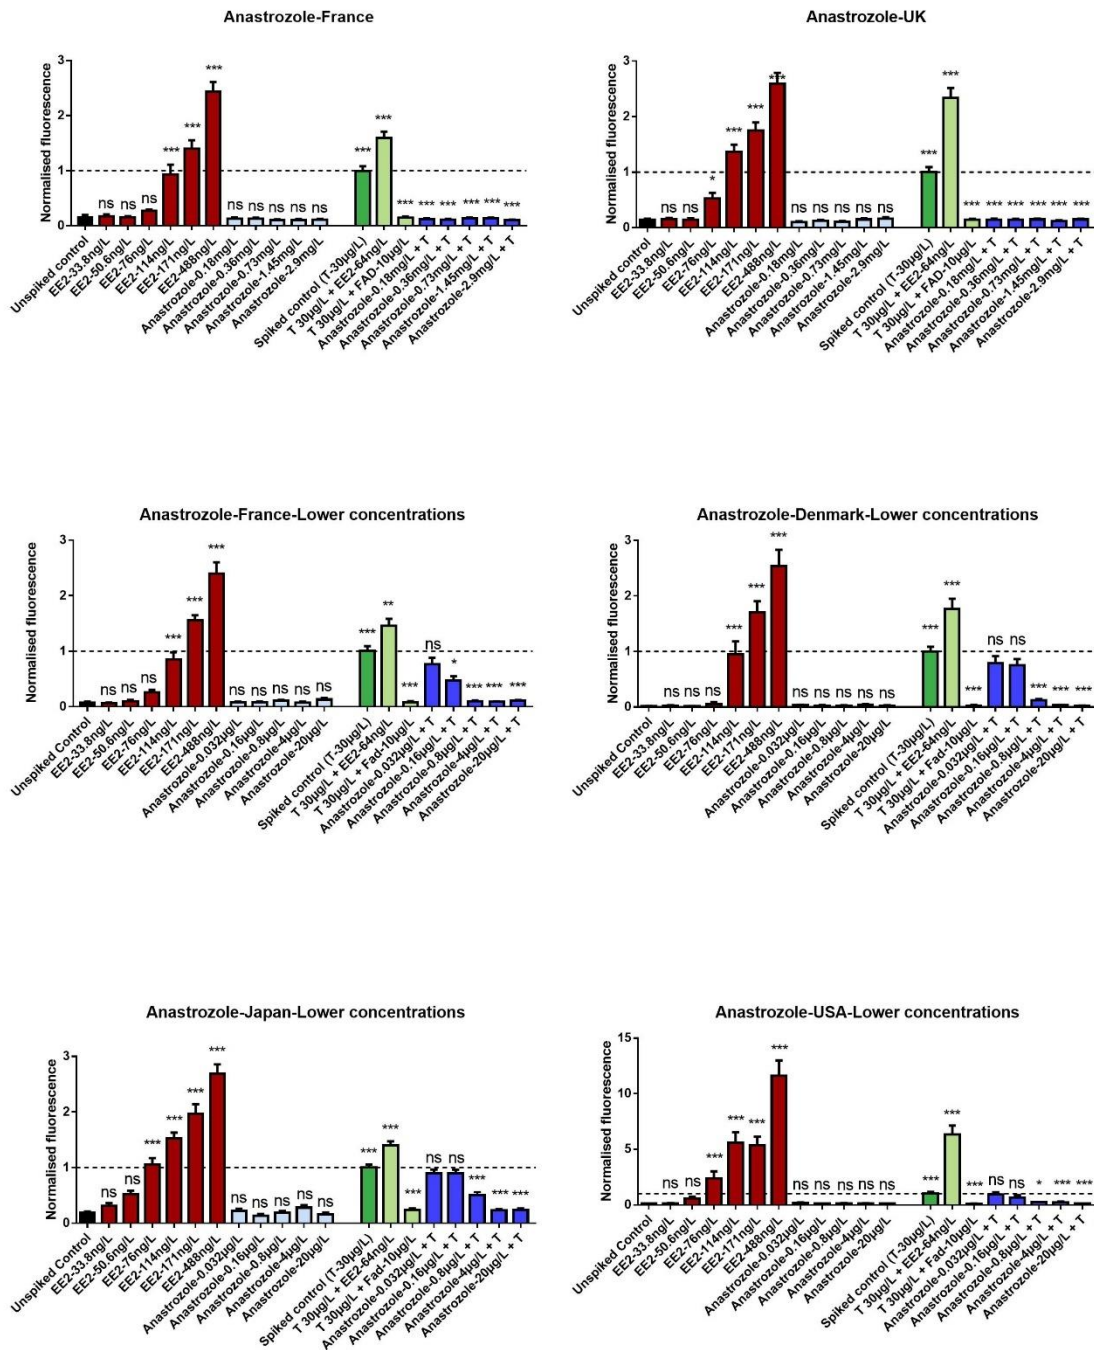 Anastrozole-France
Normalised fluorescence
3
2
1
0
ns ns ns *** *** *** ns ns ns ns ns *** *** *** *** *** *** *** ***
Unspiked control
EE2-33.8ng/L
EE2-50.6ng/L
EE2-76ng/L
EE2-114ng/L
EE2-171ng/L
EE2-488ng/L
Anastrozole-0.18mg/L
Anastrozole-0.36mg/L
Anastrozole-0.73mg/L
Anastrozole-1.45mg/L
Anastrozole-2.9mg/L
Spiked control (T-30µg/L)
T 30µg/L + EE2-64ng/L
T 30µg/L + FAD-10µg/L
Anastrozole-0.18mg/L + T
Anastrozole-0.36mg/L + T
Anastrozole-0.73mg/L + T
Anastrozole-1.45mg/L + T
Anastrozole-2.9mg/L + T
Anastrozole-UK
Normalised fluorescence
3
2
1
0
ns ns * *** *** *** ns ns ns ns ns *** *** *** *** *** *** *** ***
Unspiked control
EE2-33.8ng/L
EE2-50.6ng/L
EE2-76ng/L
EE2-114ng/L
EE2-171ng/L
EE2-488ng/L
Anastrozole-0.18mg/L
Anastrozole-0.36mg/L
Anastrozole-0.73mg/L
Anastrozole-1.45mg/L
Anastrozole-2.9mg/L
Spiked control (T-30µg/L)
T 30µg/L + EE2-64ng/L
T 30µg/L + FAD-10µg/L
Anastrozole-0.18mg/L + T
Anastrozole-0.36mg/L + T
Anastrozole-0.73mg/L + T
Anastrozole-1.45mg/L + T
Anastrozole-2.9mg/L + T
Anastrozole-France-Lower concentrations
Normalised fluorescence
3
2
1
0
ns ns ns *** *** *** ns ns ns ns ns *** ** *** ns * *** *** ***
Unspiked Control
EE2-33.8ng/L
EE2-50.6ng/L
EE2-76ng/L
EE2-114ng/L
EE2-171ng/L
EE2-488ng/L
Anastrozole-0.032µg/L
Anastrozole-0.16µg/L
Anastrozole-0.8µg/L
Anastrozole-4µg/L
Anastrozole-20µg/L
Spiked control (T-30µg/L)
T 30µg/L + EE2-64ng/L
T 30µg/L + Fad-10µg/L
Anastrozole-0.032µg/L + T
Anastrozole-0.16µg/L + T
Anastrozole-0.8µg/L + T
Anastrozole-4µg/L + T
Anastrozole-20µg/L + T
Anastrozole-Denmark-Lower concentrations
Normalised fluorescence
3
2
1
0
ns ns ns *** *** *** ns ns ns ns ns *** *** *** ns ns *** *** ***
Unspiked Control
EE2-33.8ng/L
EE2-50.6ng/L
EE2-76ng/L
EE2-114ng/L
EE2-171ng/L
EE2-488ng/L
Anastrozole-0.032µg/L
Anastrozole-0.16µg/L
Anastrozole-0.8µg/L
Anastrozole-4µg/L
Anastrozole-20µg/L
Spiked control (T-30µg/L)
T 30µg/L + EE2-64ng/L
T 30µg/L + Fad-10µg/L
Anastrozole-0.032µg/L + T
Anastrozole-0.16µg/L + T
Anastrozole-0.8µg/L + T
Anastrozole-4µg/L + T
Anastrozole-20µg/L + T
Anastrozole-Japan-Lower concentrations
Normalised fluorescence
3
2
1
0
ns ns *** *** *** *** ns ns ns ns ns *** *** *** ns ns *** *** ***
Unspiked Control
EE2-33.8ng/L
EE2-50.6ng/L
EE2-76ng/L
EE2-114ng/L
EE2-171ng/L
EE2-488ng/L
Anastrozole-0.032µg/L
Anastrozole-0.16µg/L
Anastrozole-0.8µg/L
Anastrozole-4µg/L
Anastrozole-20µg/L
Spiked control (T-30µg/L)
T 30µg/L + EE2-64ng/L
T 30µg/L + Fad-10µg/L
Anastrozole-0.032µg/L + T
Anastrozole-0.16µg/L + T
Anastrozole-0.8µg/L + T
Anastrozole-4µg/L + T
Anastrozole-20µg/L + T
Anastrozole-USA-Lower concentrations
Normalised fluorescence
15
10
5
0
ns ns *** *** *** *** ns ns ns ns ns *** *** *** ns ns * *** ***
Unspiked Control
EE2-33.8ng/L
EE2-50.6ng/L
EE2-76ng/L
EE2-114ng/L
EE2-171ng/L
EE2-488ng/L
Anastrozole-0.032µg/L
Anastrozole-0.16µg/L
Anastrozole-0.8µg/L
Anastrozole-4µg/L
Anastrozole-20µg/L
Spiked control (T-30µg/L)
T 30µg/L + EE2-64ng/L
T 30µg/L + Fad-10µg/L
Anastrozole-0.032µg/L + T
Anastrozole-0.16µg/L + T
Anastrozole-0.8µg/L + T
Anastrozole-4µg/L + T
Anastrozole-20µg/L + T